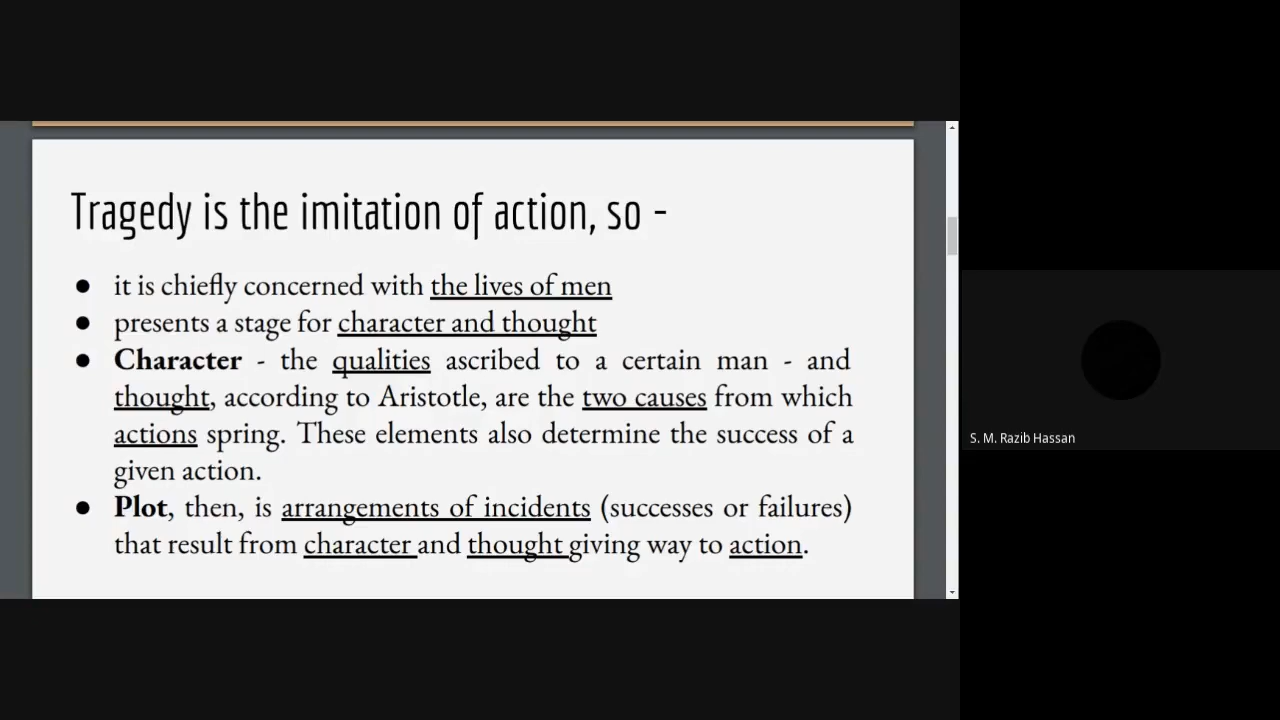 Tragedy is the imitation of action, so -
● it is chiefly concerned with the lives of men
● presents a stage for character and thought
● Character - the qualities ascribed to a certain man - and
thought, according to Aristotle, are the two causes from which
actions spring. These elements also determine the success of a
given action.
● Plot, then, is arrangements of incidents (successes or failures)
that result from character and thought giving way to action.
S. M. Razib Hassan